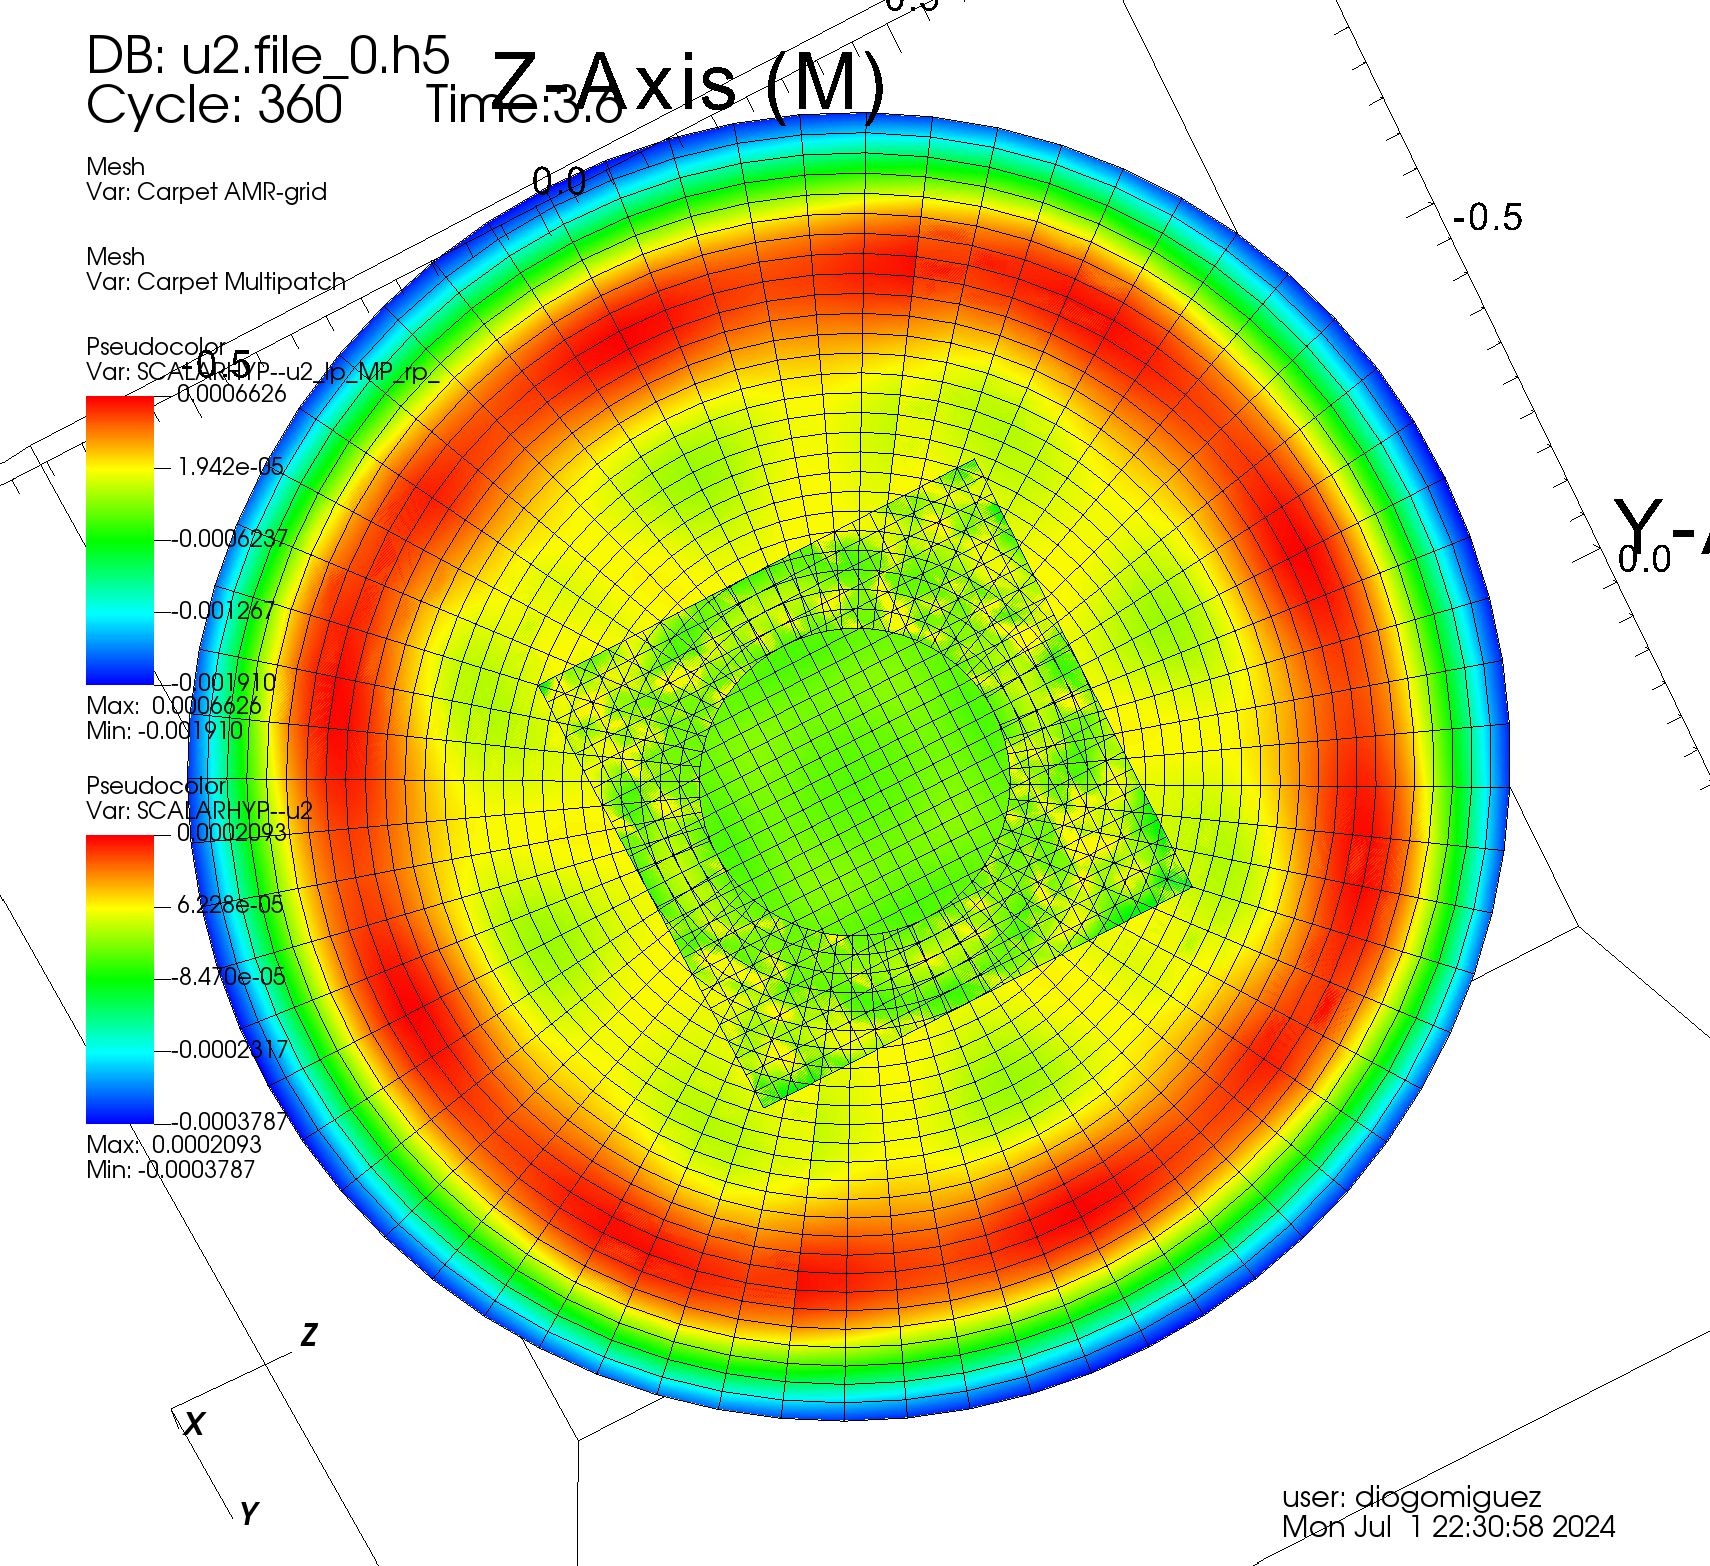 0.5
DB: u2.file_0.h5
Z-Axis (M)
Cycle: 360 Time:3.6
Mesh
Var: Carpet AMR-grid
0.0
-0.5
Mesh
Var: Carpet Multipatch
Pseudocolor
-0.5
Var: SCALARHYP--u2_lp_MP_rp_
0.0006626
1.942e-05
-0.0006237
-0.001267
-0.001910
Max: 0.0006626
Min: -0.001910
Y-A
0.0
Pseudocolor
Var: SCALARHYP--u2
0.0002093
6.228e-05
-8.470e-05
-0.0002317
-0.0003787
Max: 0.0002093
Min: -0.0003787
Z
X
Y
user: diogomiguez
Mon Jul 1 22:30:58 2024